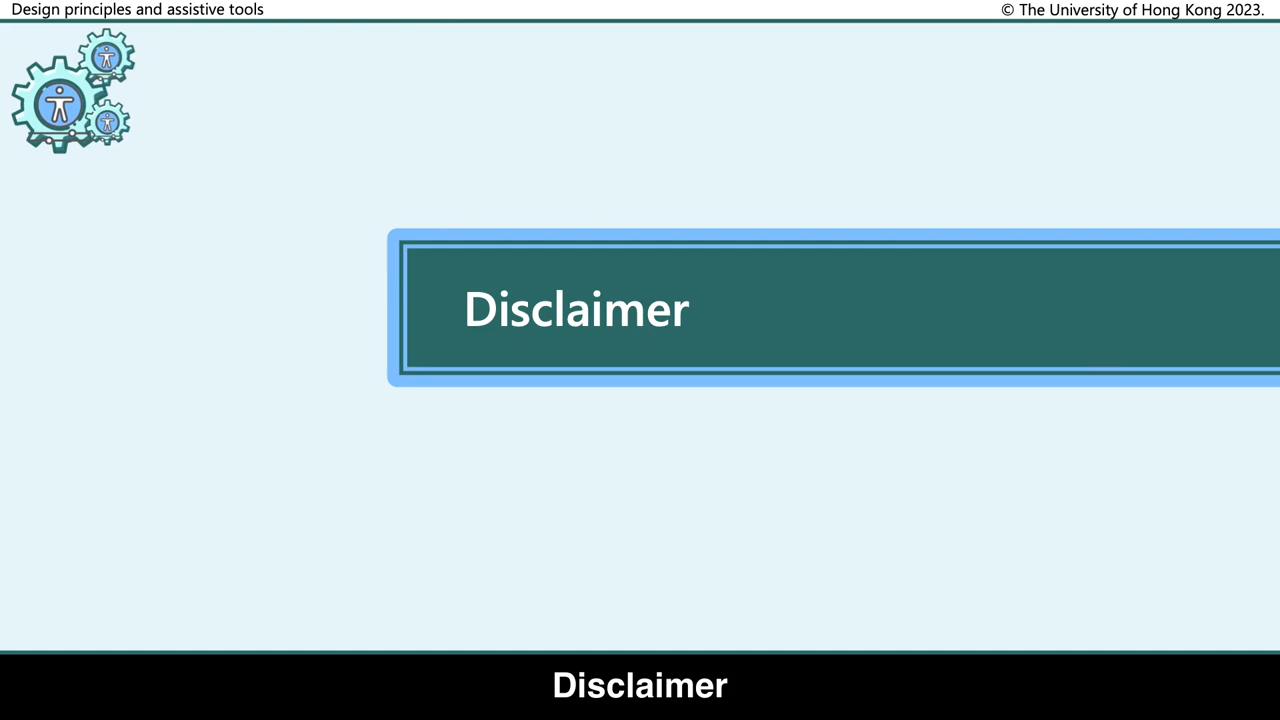 Design principles and assistive tools
© The University of Hong Kong 2023.
Disclaimer
Disclaimer